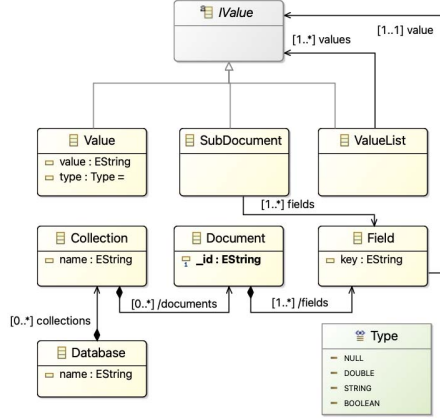 IValue
[1..1] value
[1..*] values
Value
value : EString
type : Type =
SubDocument
ValueList
[1..*] fields
Collection
name : EString
Document
1 _id : EString
Field
key : EString
[0..*] /documents
[1..*] /fields
[0..*] collections
Database
name : EString
Type
NULL
DOUBLE
STRING
BOOLEAN